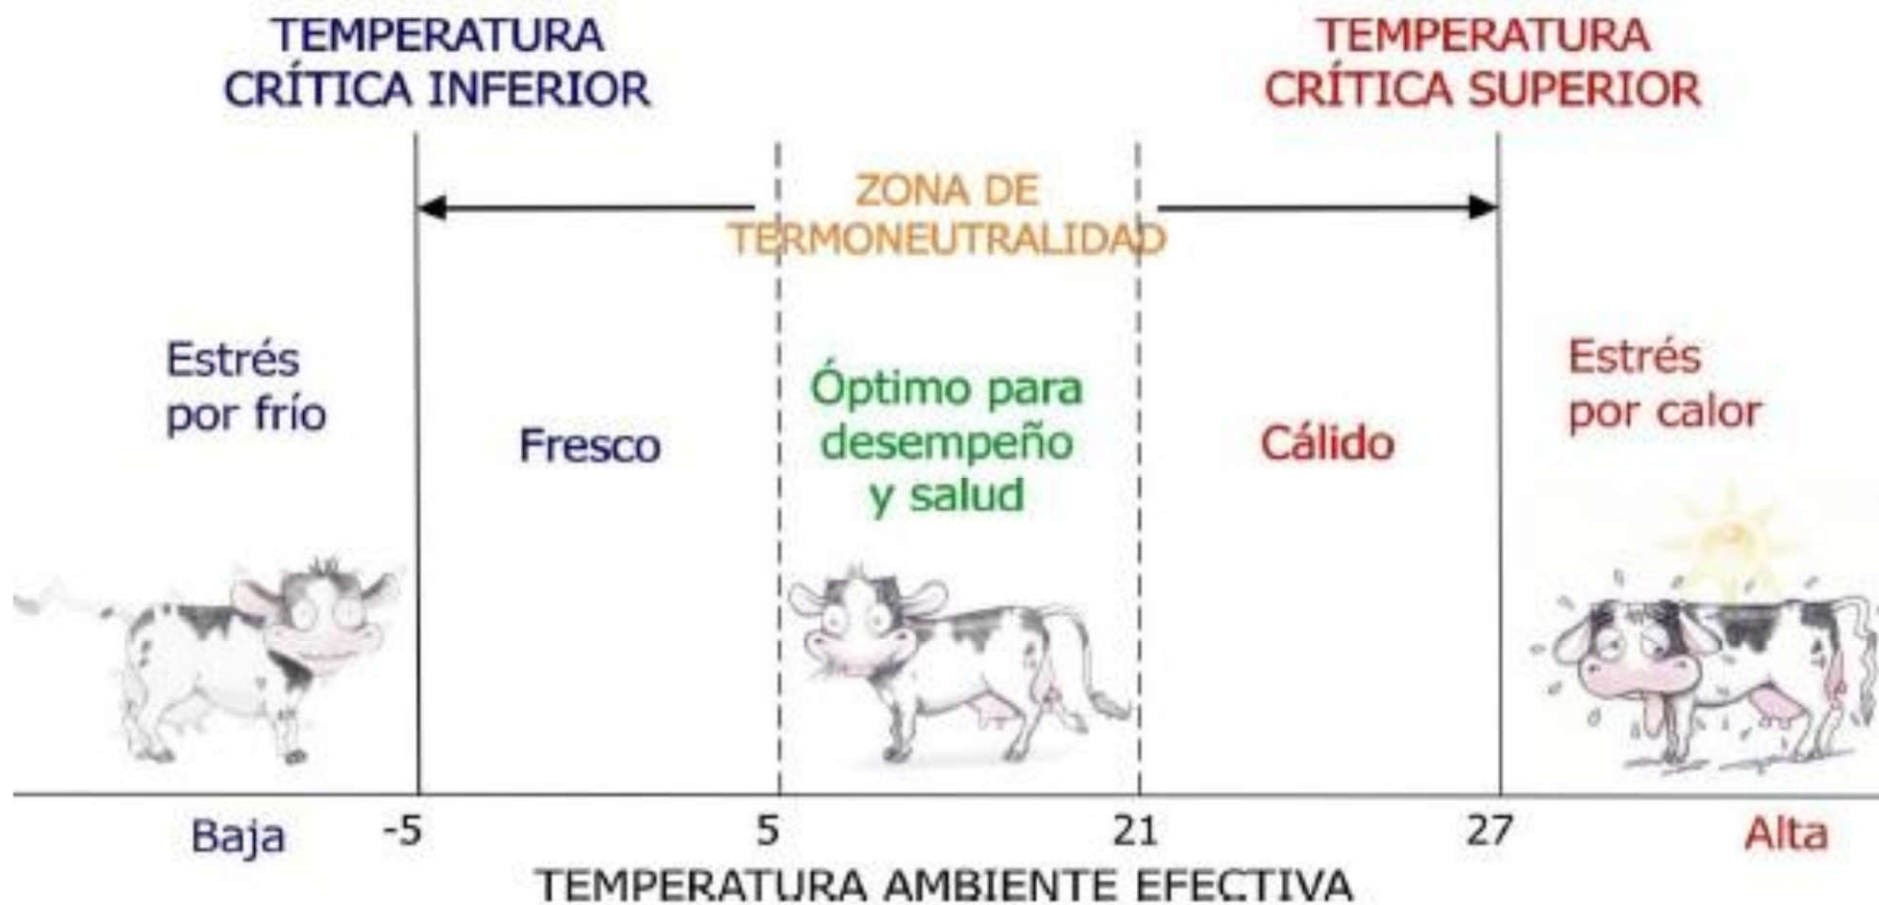 TEMPERATURA
CRÍTICA INFERIOR
TEMPERATURA
CRÍTICA SUPERIOR
ZONA DE
TERMONEUTRALIDAD
Estrés
por frío
Fresco
Óptimo para
desempeño
y salud
Cálido
Estrés
por calor
Baja -5 5 21 27 Alta
TEMPERATURA AMBIENTE EFECTIVA